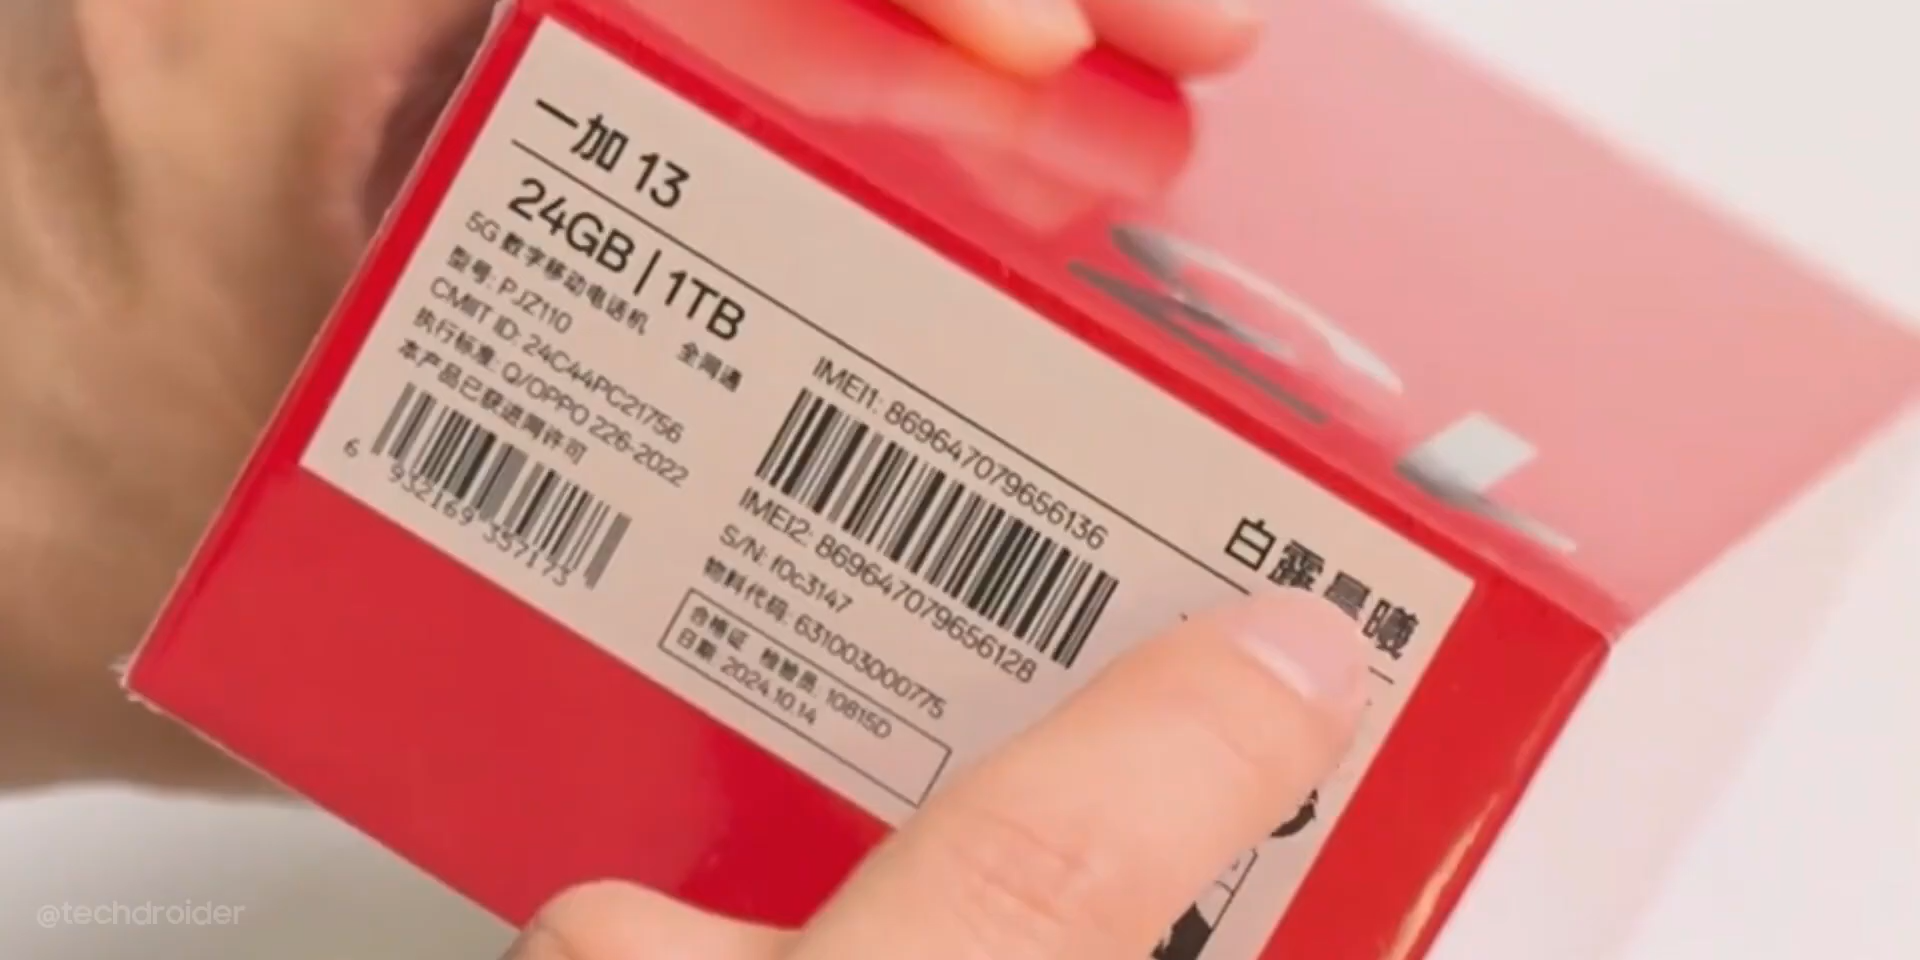 一加 13
24GB | 1TB
5G 数字移动电话机 全网通
型号: PJZ110
CMIIT ID: 24C44PC21756
执行标准: Q/OPPO 226-2022
本产品已获进网许可
6 932169 357173
IMEI1: 869647079656136
IMEI2: 869647079656128
S/N: f0c3147
物料代码: 631003000775
合格证 检验员: 10815D
日期: 2024.10.14
白露晨曦
@techdroider